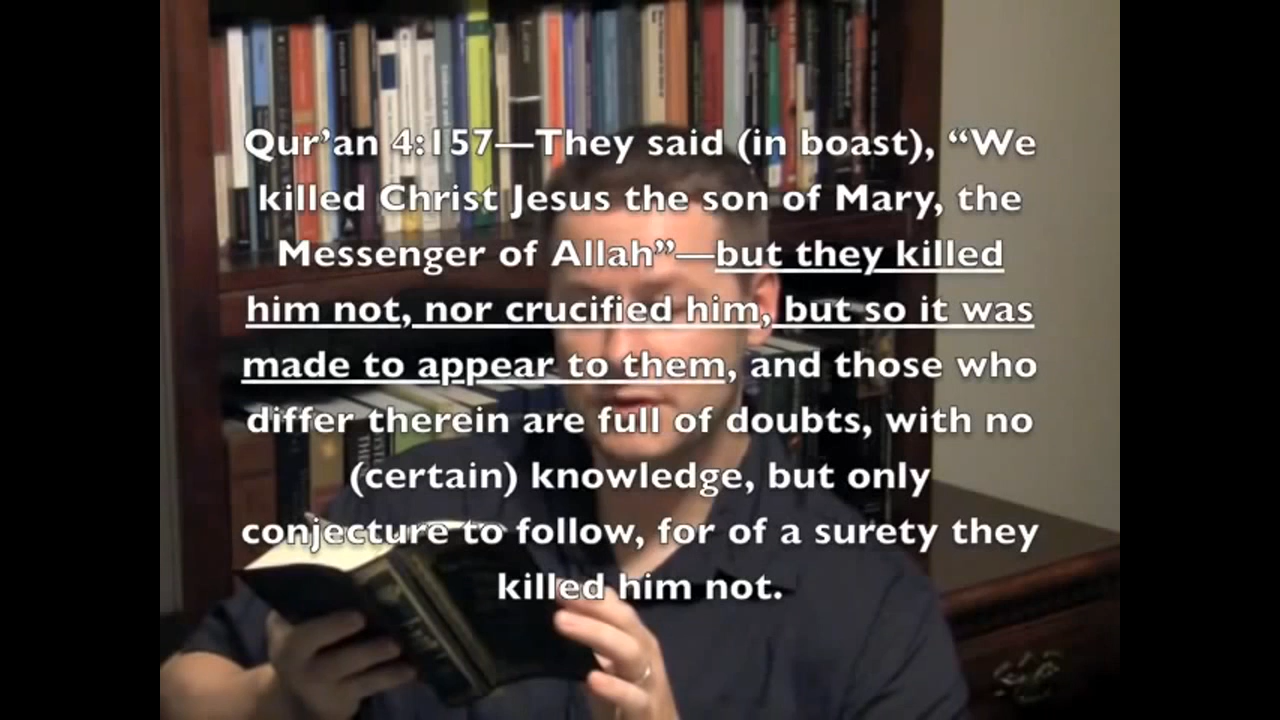 Qur’an 4:157—They said (in boast), “We
killed Christ Jesus the son of Mary, the
Messenger of Allah”—but they killed
him not, nor crucified him, but so it was
made to appear to them, and those who
differ therein are full of doubts, with no
(certain) knowledge, but only
conjecture to follow, for of a surety they
killed him not.